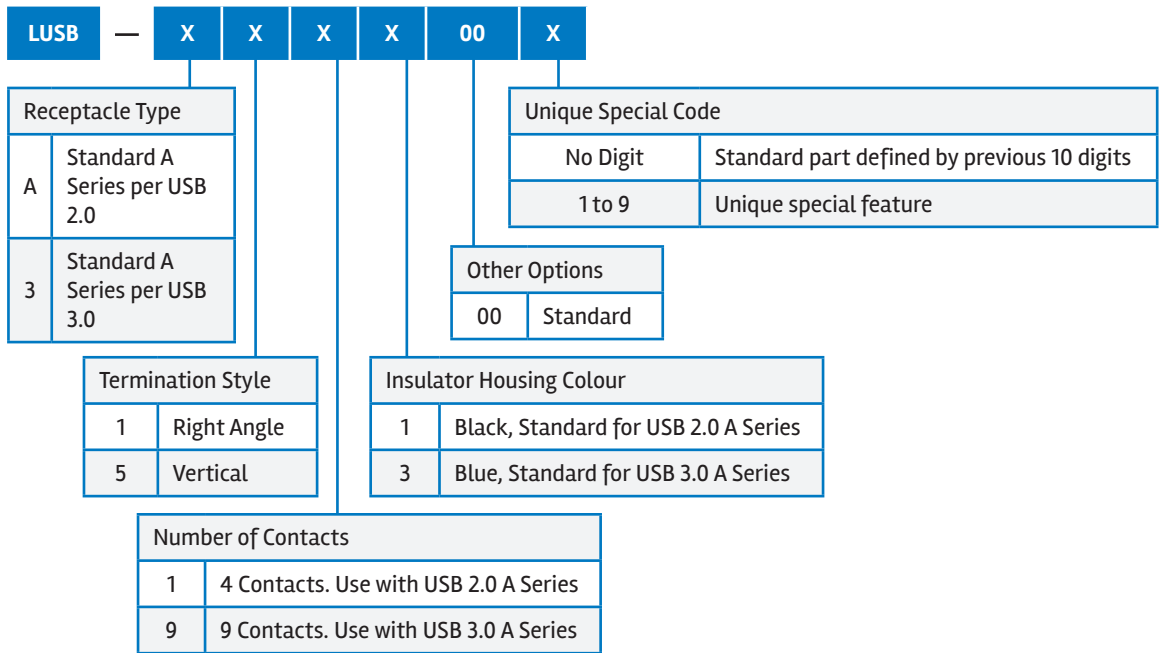 LUSB — X X X X 00 X
Receptacle Type
A
Standard A
Series per USB
2.0
3
Standard A
Series per USB
3.0
Unique Special Code
No Digit Standard part defined by previous 10 digits
1 to 9 Unique special feature
Other Options
00 Standard
Termination Style
1 Right Angle
5 Vertical
Insulator Housing Colour
1 Black, Standard for USB 2.0 A Series
3 Blue, Standard for USB 3.0 A Series
Number of Contacts
1 4 Contacts. Use with USB 2.0 A Series
9 9 Contacts. Use with USB 3.0 A Series